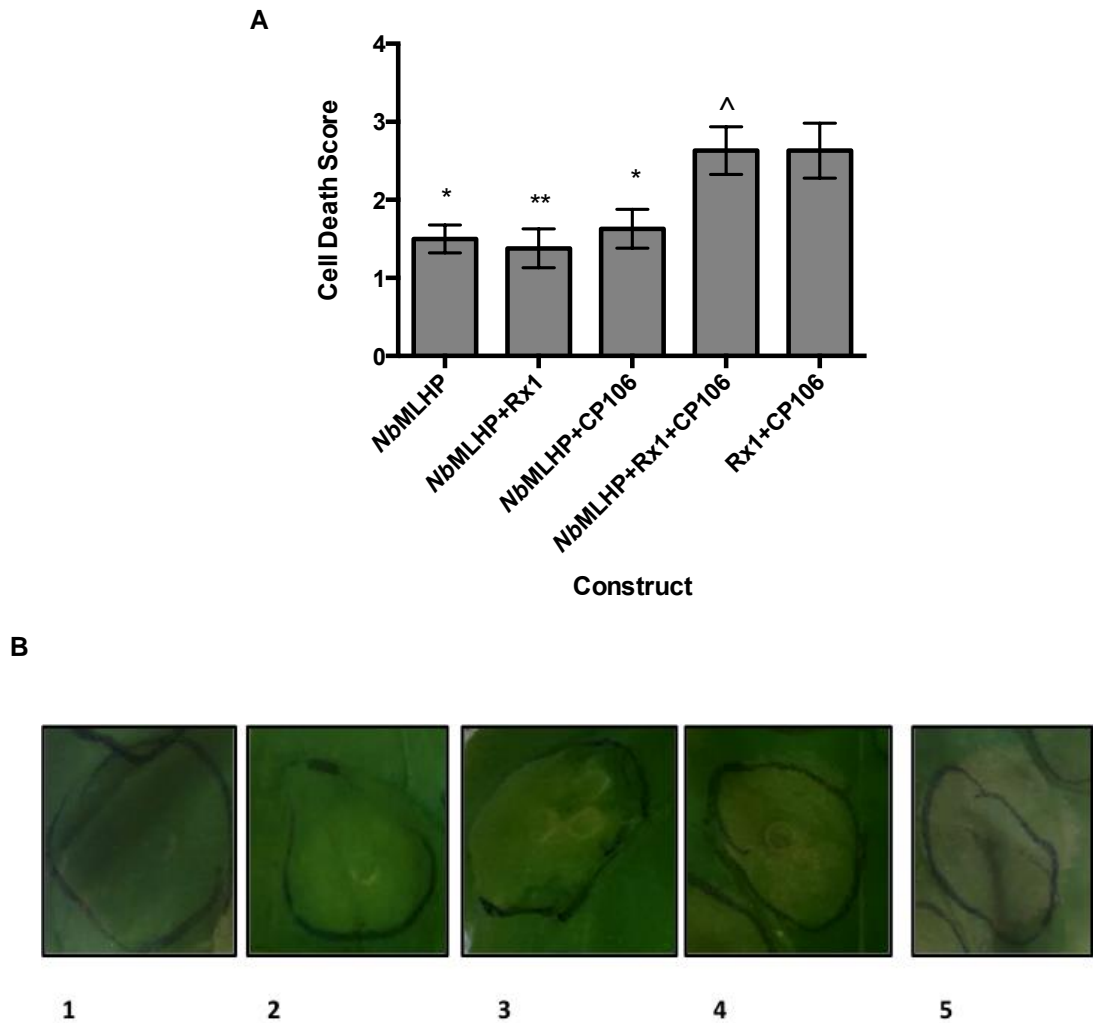 A
4
3
2
1
0
Cell Death Score
*
**
*
^
NbMLHP
NbMLHP+Rx1
NbMLHP+CP106
NbMLHP+Rx1+CP106
Rx1+CP106
Construct
B
1 2 3 4 5